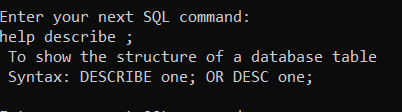 Enter your next SQL command:
help describe ;
To show the structure of a database table
Syntax: DESCRIBE one; OR DESC one;